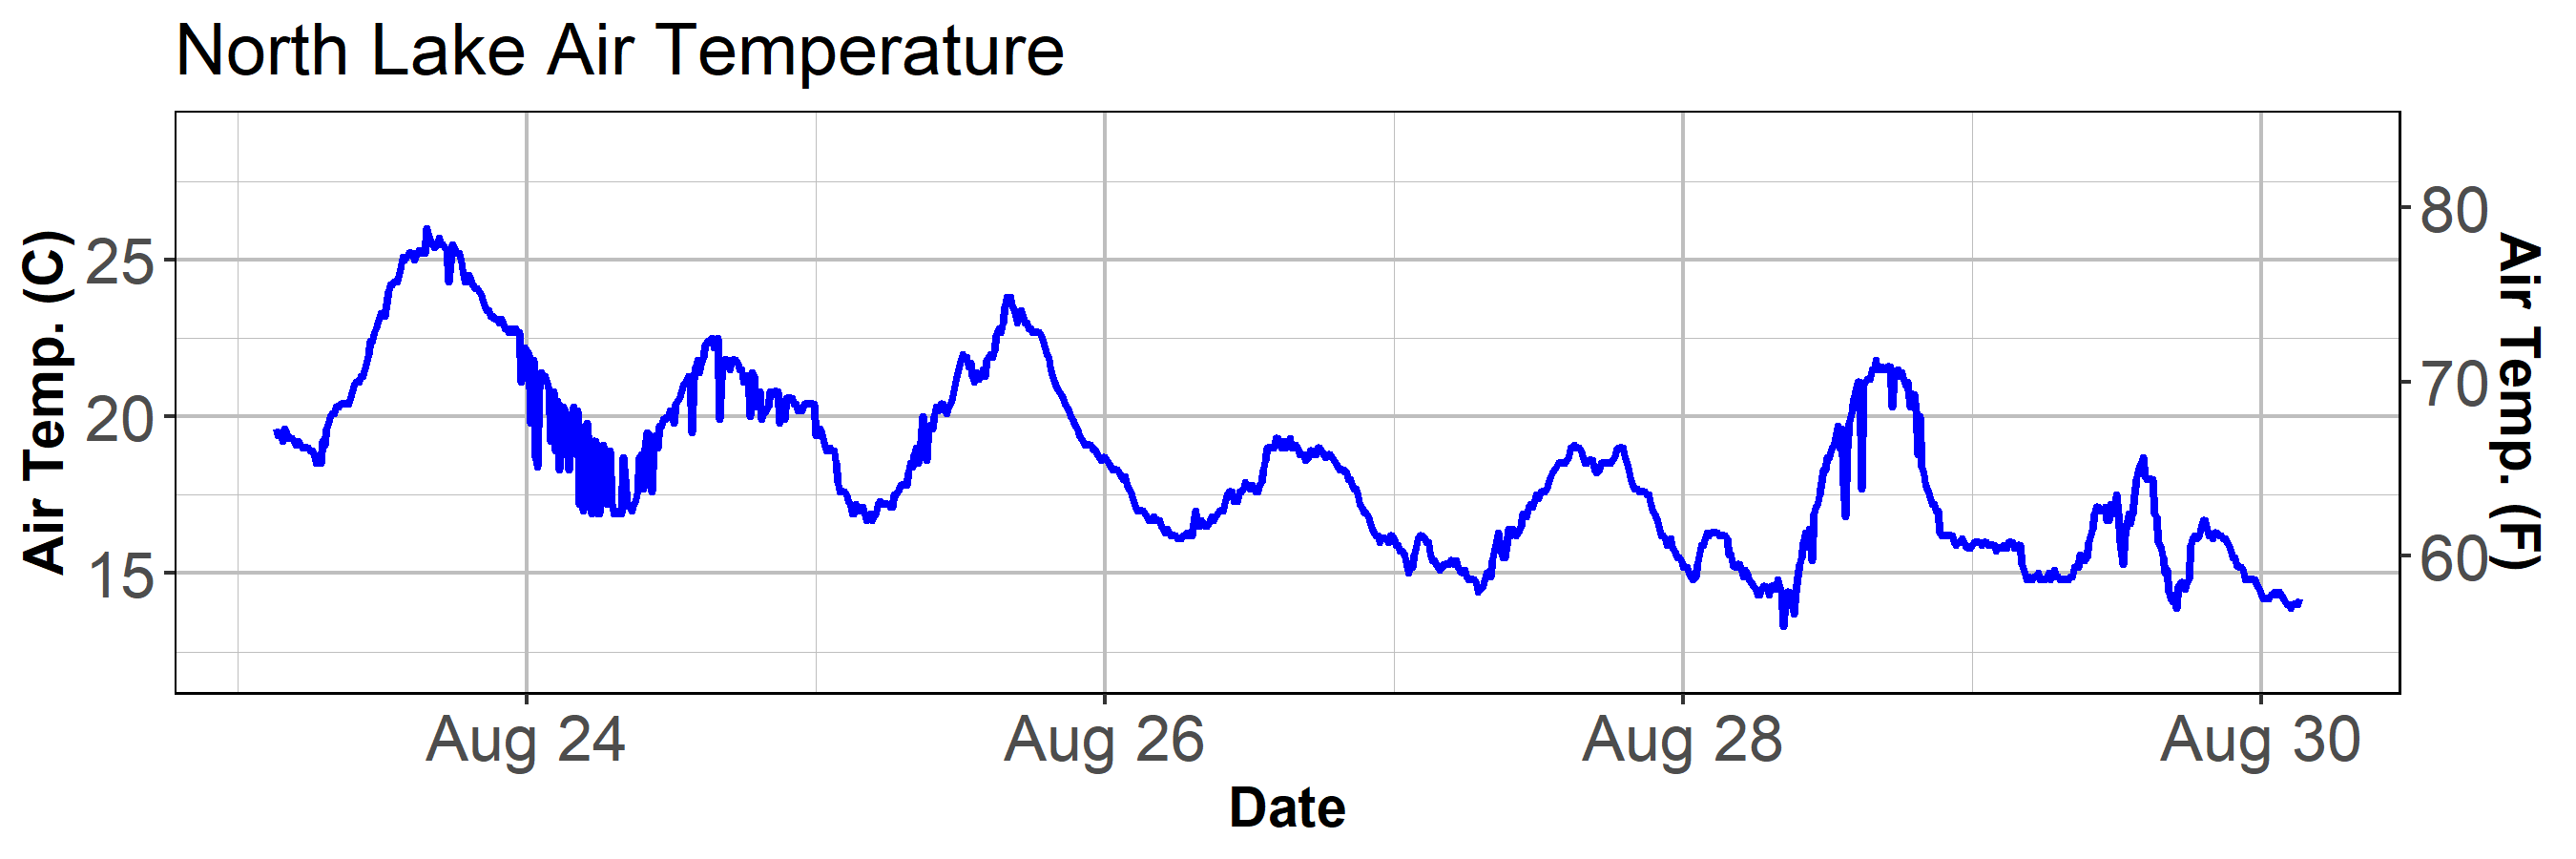 North Lake Air Temperature
Air Temp. (C)
25
20
15
80
70
60
Air Temp. (F)
Aug 24 Aug 26 Aug 28 Aug 30
Date